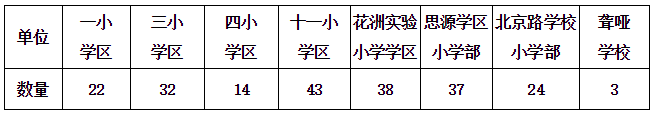 单位 一小学区 三小学区 四小学区 十一小学区 花洲实验小学学区 思源学区小学部 北京路学校小学部 聋哑学校
数量 22 32 14 43 38 37 24 3